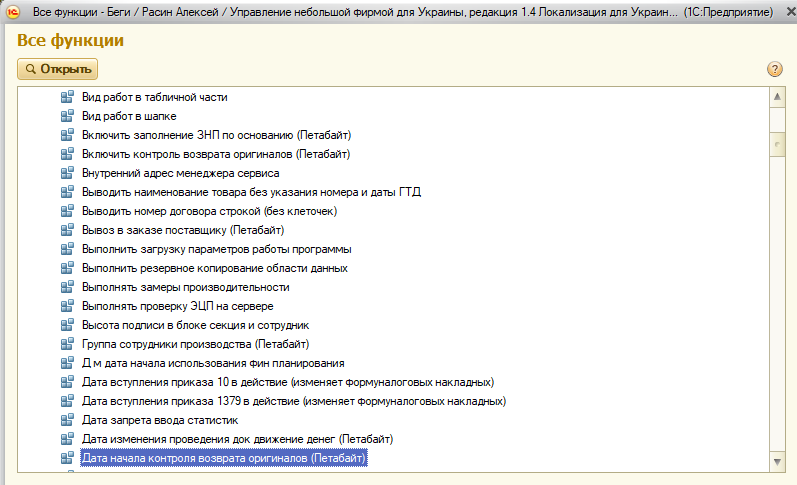 Все функции - Беги / Расин Алексей / Управление небольшой фирмой для Украины, редакция 1.4 Локализация для Украин... (1С:Предприятие)
Все функции
Открыть
?
Вид работ в табличной части
Вид работ в шапке
Включить заполнение ЗНП по основанию (Петабайт)
Включить контроль возврата оригиналов (Петабайт)
Внутренний адрес менеджера сервиса
Выводить наименование товара без указания номера и даты ГТД
Выводить номер договора строкой (без клеточек)
Вывоз в заказе поставщику (Петабайт)
Выполнить загрузку параметров работы программы
Выполнить резервное копирование области данных
Выполнять замеры производительности
Выполнять проверку ЭЦП на сервере
Высота подписи в блоке секция и сотрудник
Группа сотрудники производства (Петабайт)
Д м дата начала использования фин планирования
Дата вступления приказа 10 в действие (изменяет формуналоговых накладных)
Дата вступления приказа 1379 в действие (изменяет формуналоговых накладных)
Дата запрета ввода статистик
Дата изменения проведения док движение денег (Петабайт)
Дата начала контроля возврата оригиналов (Петабайт)